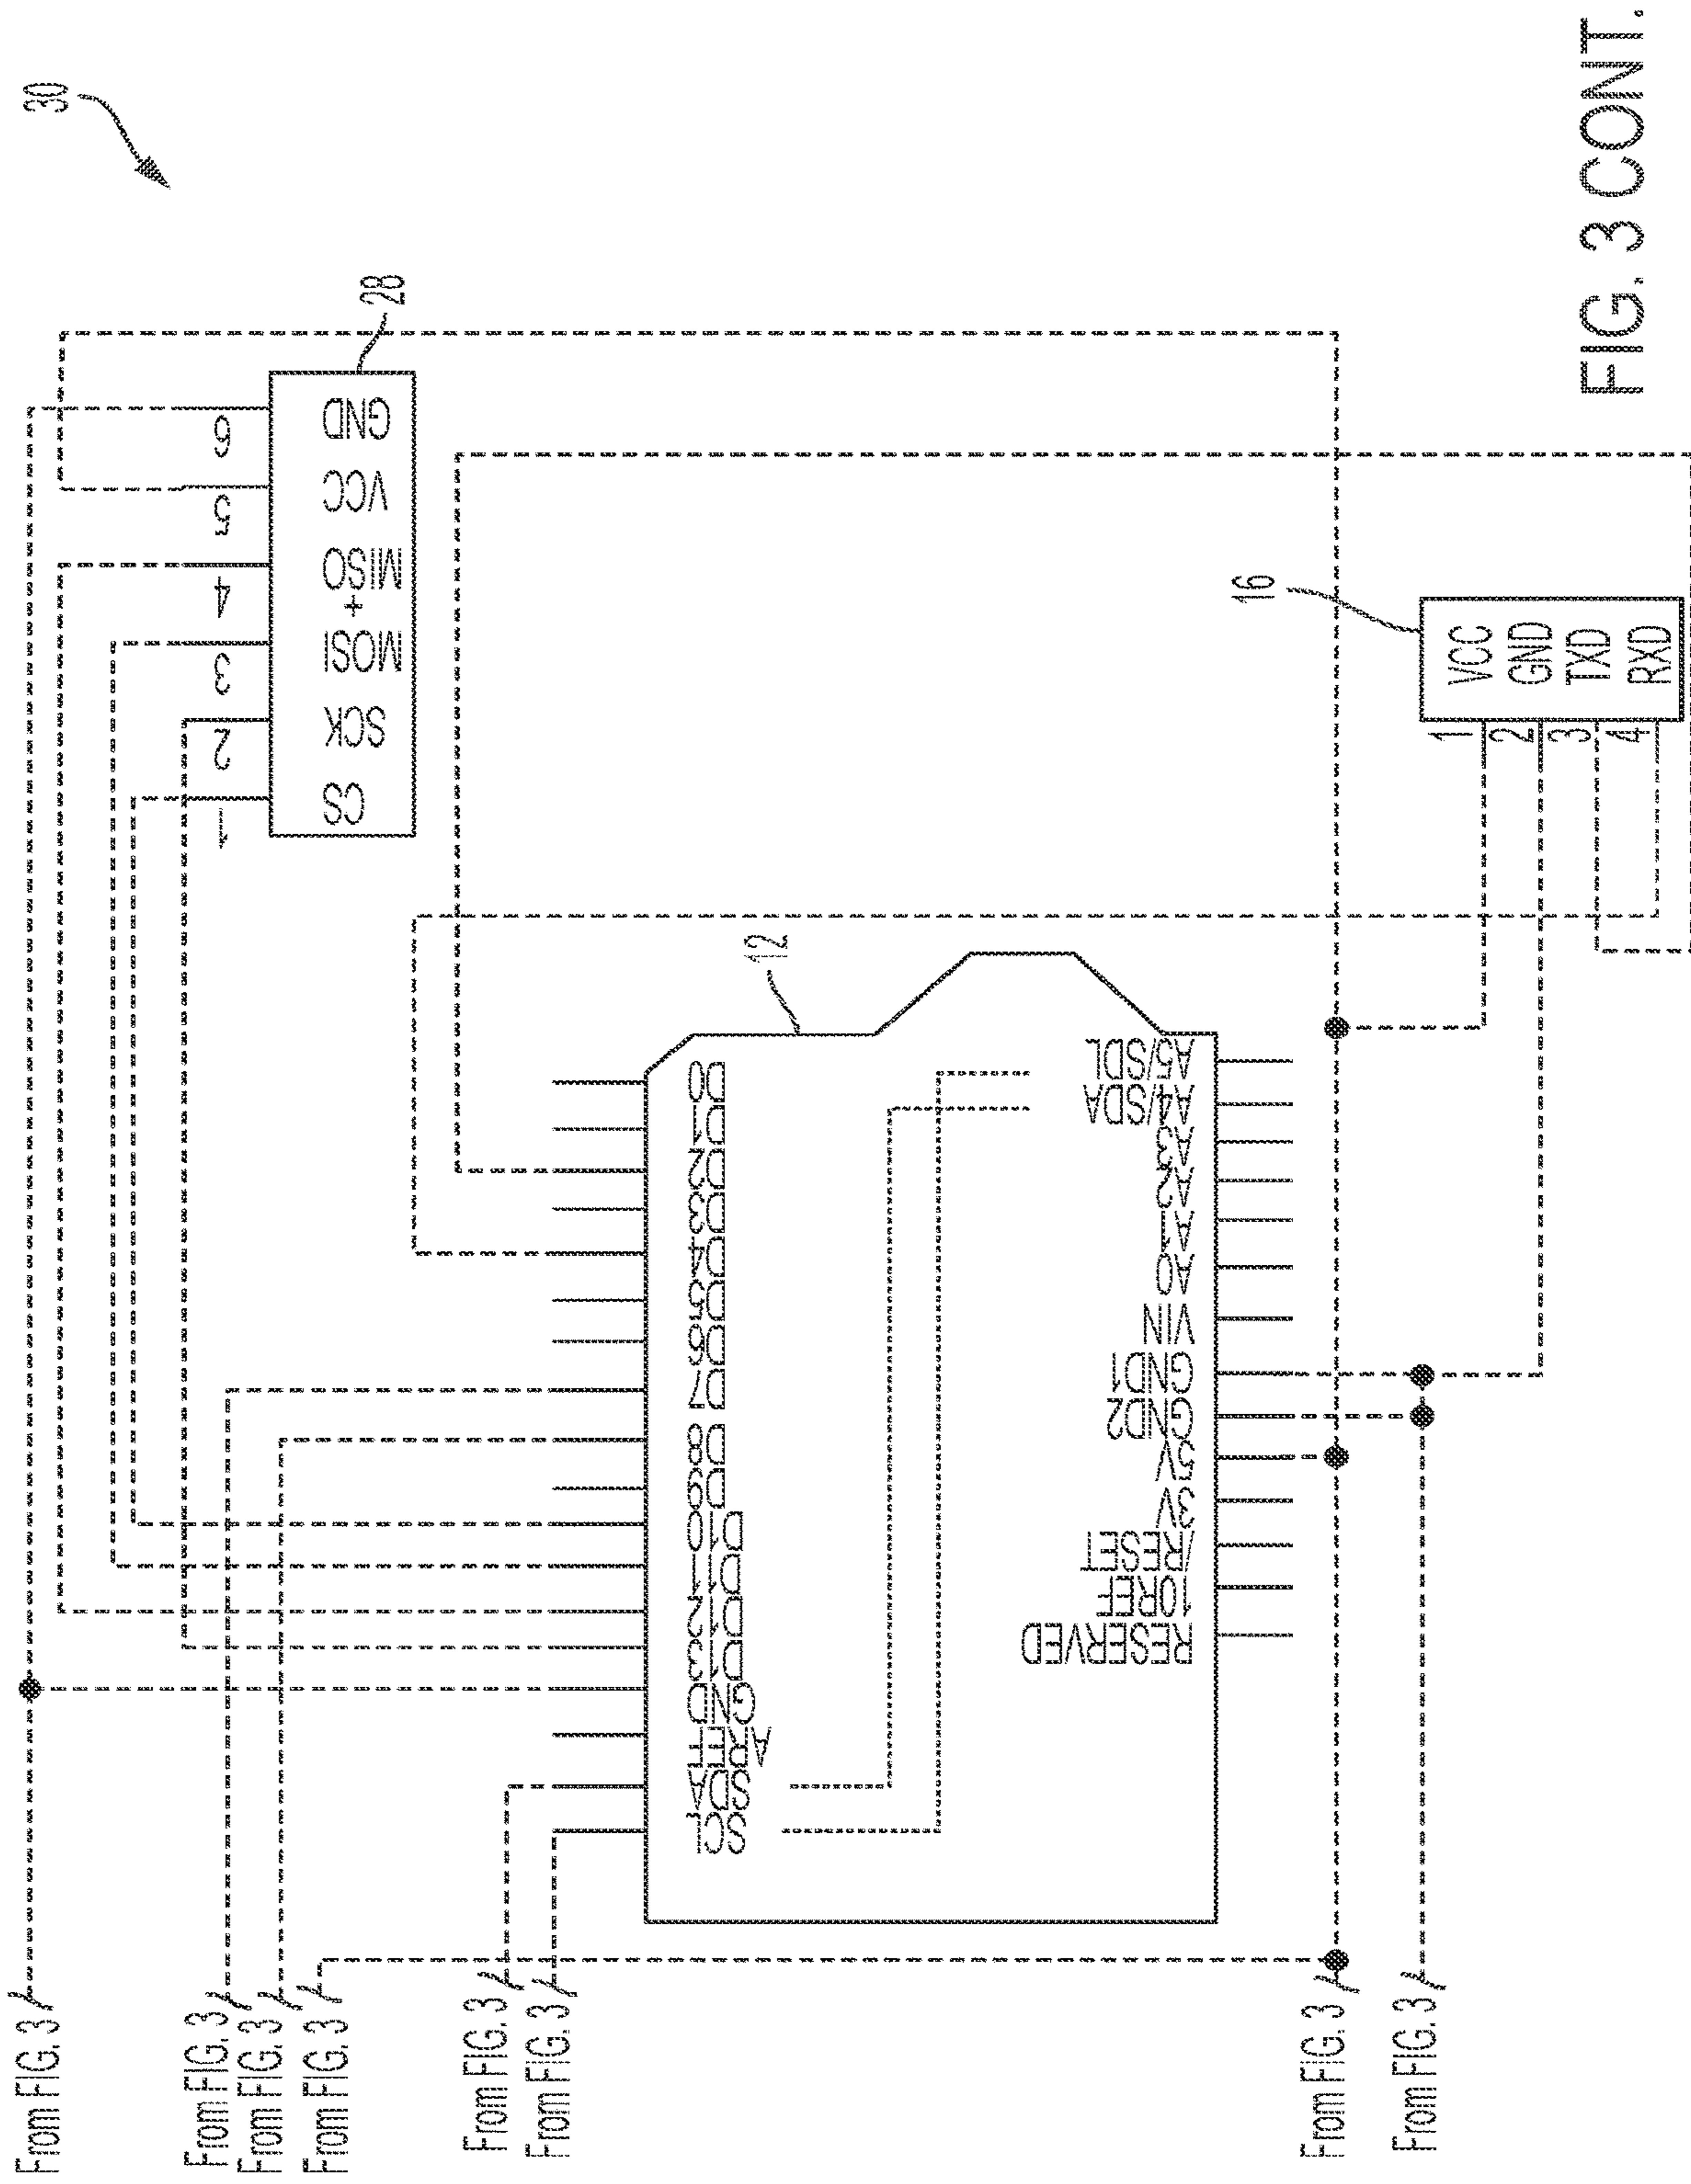 30
28
6
5
4
3
2
1
GND
VCC
MISO
+
MOSI
SCK
CS
12
D0
D1
D2
D3
D4
D5
D6
D7
D8
D9
D10
D11
D12
D13
GND
AREF
SDA
SCL
A5/SDL
A4/SDA
A3
A2
A1
A0
VIN
GND1
GND2
5V
3V
/RESET
10REF
RESERVED
16
VCC
GND
TXD
RXD
1
2
3
4
From FIG. 3
From FIG. 3
From FIG. 3
From FIG. 3
From FIG. 3
From FIG. 3
From FIG. 3
From FIG. 3
FIG. 3 CONT.